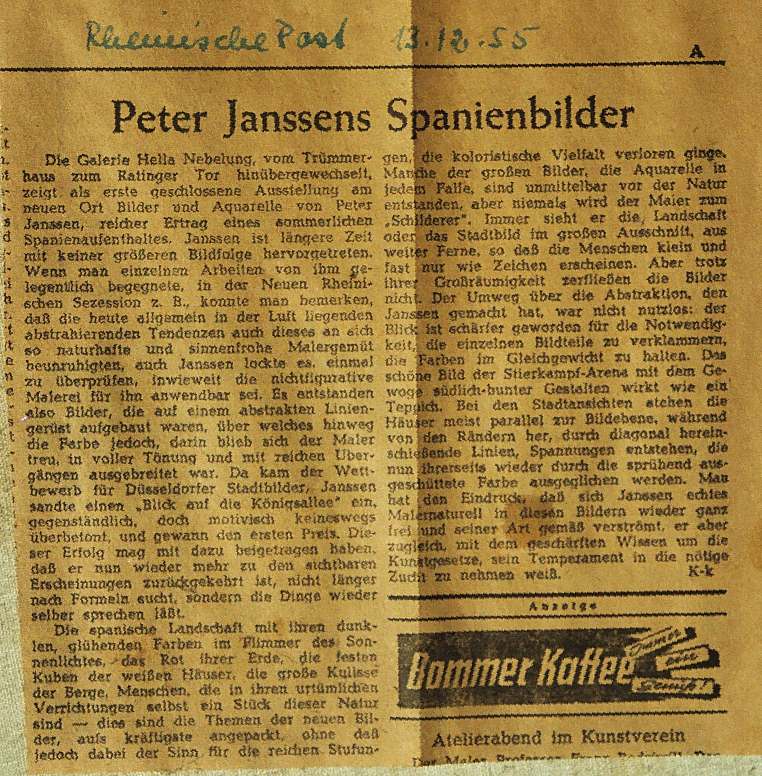 Rheinische Post 13.12.55
A
Peter Janssens Spanienbilder
Die Galerie Hella Nebelung, vom Trümmer-
haus zum Ratinger Tor hinübergewechselt,
zeigt als erste geschlossene Ausstellung am
neuen Ort Bilder und Aquarelle von Peter
Janssen, reicher Ertrag eines sommerlichen
Spanienaufenthaltes. Janssen ist längere Zeit
mit keiner größeren Bildfolge hervorgetreten.
Wenn man einzelnen Arbeiten von ihm ge-
legentlich begegnete, in der Neuen Rheini-
schen Sezession z. B., konnte man bemerken,
daß die heute allgemein in der Luft liegenden
abstrahierenden Tendenzen auch dieses an sich
so naturhafte und sinnenfrohe Malergemüt
beunruhigten, auch Janssen lockte es, einmal
zu überprüfen, inwieweit die nichtfigurative
Malerei für ihn anwendbar sei. Es entstanden
also Bilder, die auf einem abstrakten Linien-
gerüst aufgebaut waren, über welches hinweg
die Farbe jedoch, darin blieb sich der Maler
treu, in voller Tönung und mit reichen Über-
gängen ausgebreitet war. Da kam der Wett-
bewerb für Düsseldorfer Stadtbilder, Janssen
sandte einen „Blick auf die Königsallee" ein,
gegenständlich, doch motivisch keineswegs
überbetont, und gewann den ersten Preis. Die-
ser Erfolg mag mit dazu beigetragen haben,
daß er nun wieder mehr zu den sichtbaren
Erscheinungen zurückgekehrt ist, nicht länger
nach Formeln sucht, sondern die Dinge wieder
selber sprechen läßt.
Die spanische Landschaft mit ihren dunk-
len, glühenden Farben im Flimmer des Son-
nenlichtes, das Rot ihrer Erde, die festen
Kuben der weißen Häuser, die große Kulisse
der Berge, Menschen, die in ihren urtümlichen
Verrichtungen selbst ein Stück dieser Natur
sind — dies sind die Themen der neuen Bil-
der, aufs kräftigste angepackt, ohne daß
jedoch dabei der Sinn für die reichen Stufun-
gen, die koloristische Vielfalt verloren ginge.
Manche der großen Bilder, die Aquarelle in
jedem Falle, sind unmittelbar vor der Natur
entstanden, aber niemals wird der Maler zum
„Schilderer". Immer sieht er die Landschaft
oder das Stadtbild im großen Ausschnitt, aus
weiter Ferne, so daß die Menschen klein und
fast nur wie Zeichen erscheinen. Aber trotz
ihrer Großräumigkeit zerfließen die Bilder
nicht. Der Umweg über die Abstraktion, den
Janssen gemacht hat, war nicht nutzlos: der
Blick ist schärfer geworden für die Notwendig-
keit, die einzelnen Bildteile zu verklammern,
die Farben im Gleichgewicht zu halten. Das
schöne Bild der Stierkampf-Arena mit dem Ge-
woge südlich-bunter Gestalten wirkt wie ein
Teppich. Bei den Stadtansichten stehen die
Häuser meist parallel zur Bildebene, während
von den Rändern her, durch diagonal herein-
schießende Linien, Spannungen entstehen, die
nun ihrerseits wieder durch die sprühend aus-
geschüttete Farbe ausgeglichen werden. Man
hat den Eindruck, daß sich Janssen echtes
Malernaturell in diesen Bildern wieder ganz
frei und seiner Art gemäß verströmt, er aber
zugleich, mit dem geschärften Wissen um die
Kunstgesetze, sein Temperament in die nötige
Zucht zu nehmen weiß. K-k
Anzeige
Bommer Kaffee
Immer
ein
Genuß!
Atelierabend im Kunstverein
Der Maler Professor Franz